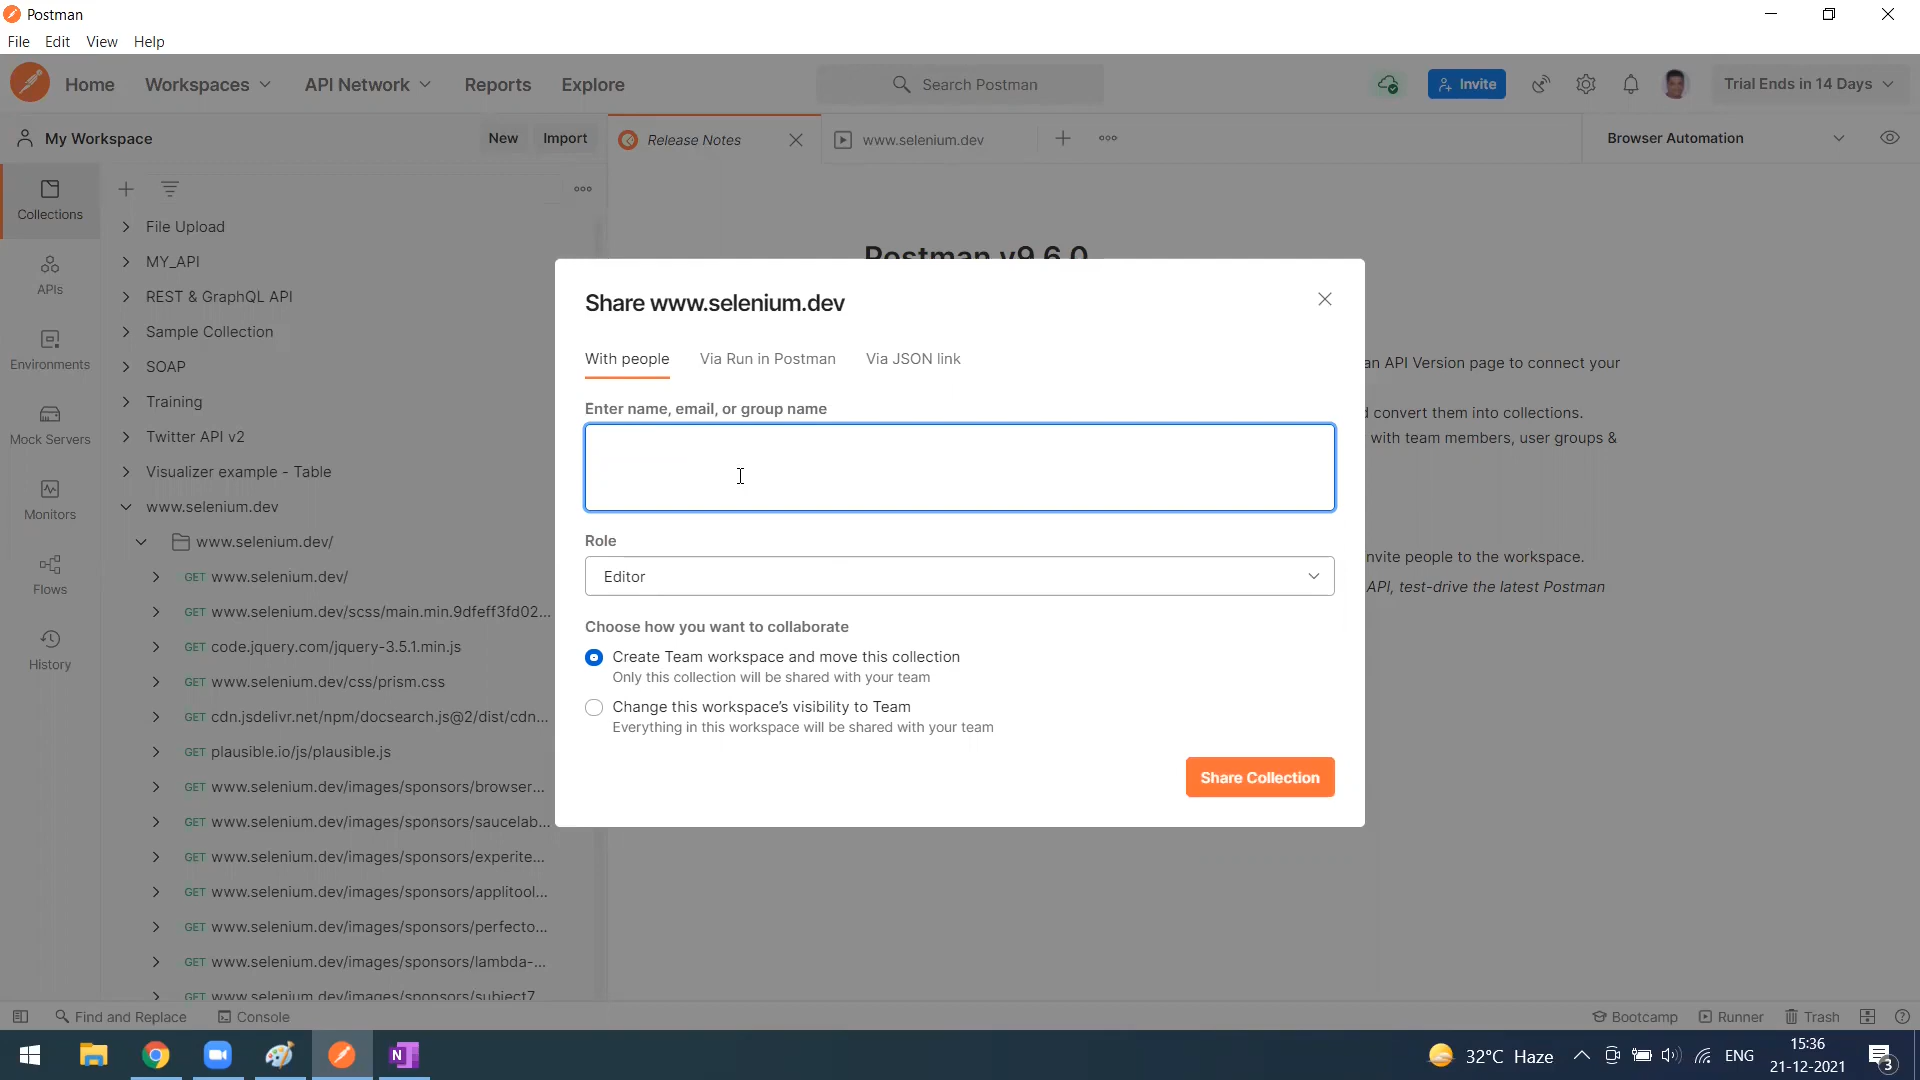 Postman
File Edit View Help
Home Workspaces API Network Reports Explore
Search Postman
Invite
Trial Ends in 14 Days
My Workspace
New Import
Release Notes
www.selenium.dev
Browser Automation
Collections
APIs
Environments
Mock Servers
Monitors
Flows
History
File Upload
MY_API
REST & GraphQL API
Sample Collection
SOAP
Training
Twitter API v2
Visualizer example - Table
www.selenium.dev
www.selenium.dev/
GET www.selenium.dev/
GET www.selenium.dev/scss/main.min.9dfeff3fd02...
GET code.jquery.com/jquery-3.5.1.min.js
GET www.selenium.dev/css/prism.css
GET cdn.jsdelivr.net/npm/docsearch.js@2/dist/cdn...
GET plausible.io/js/plausible.js
GET www.selenium.dev/images/sponsors/browser...
GET www.selenium.dev/images/sponsors/saucelab...
GET www.selenium.dev/images/sponsors/experite...
GET www.selenium.dev/images/sponsors/applitool...
GET www.selenium.dev/images/sponsors/perfecto...
GET www.selenium.dev/images/sponsors/lambda-...
GET www.selenium.dev/images/sponsors/subject7
Postman v9.6.0
an API Version page to connect your
convert them into collections.
with team members, user groups &
nvite people to the workspace.
API, test-drive the latest Postman
Share www.selenium.dev
With people Via Run in Postman Via JSON link
Enter name, email, or group name
Role
Editor
Choose how you want to collaborate
Create Team workspace and move this collection
Only this collection will be shared with your team
Change this workspace's visibility to Team
Everything in this workspace will be shared with your team
Share Collection
Find and Replace Console
Bootcamp Runner Trash
32°C Haze
ENG
15:36
21-12-2021
3